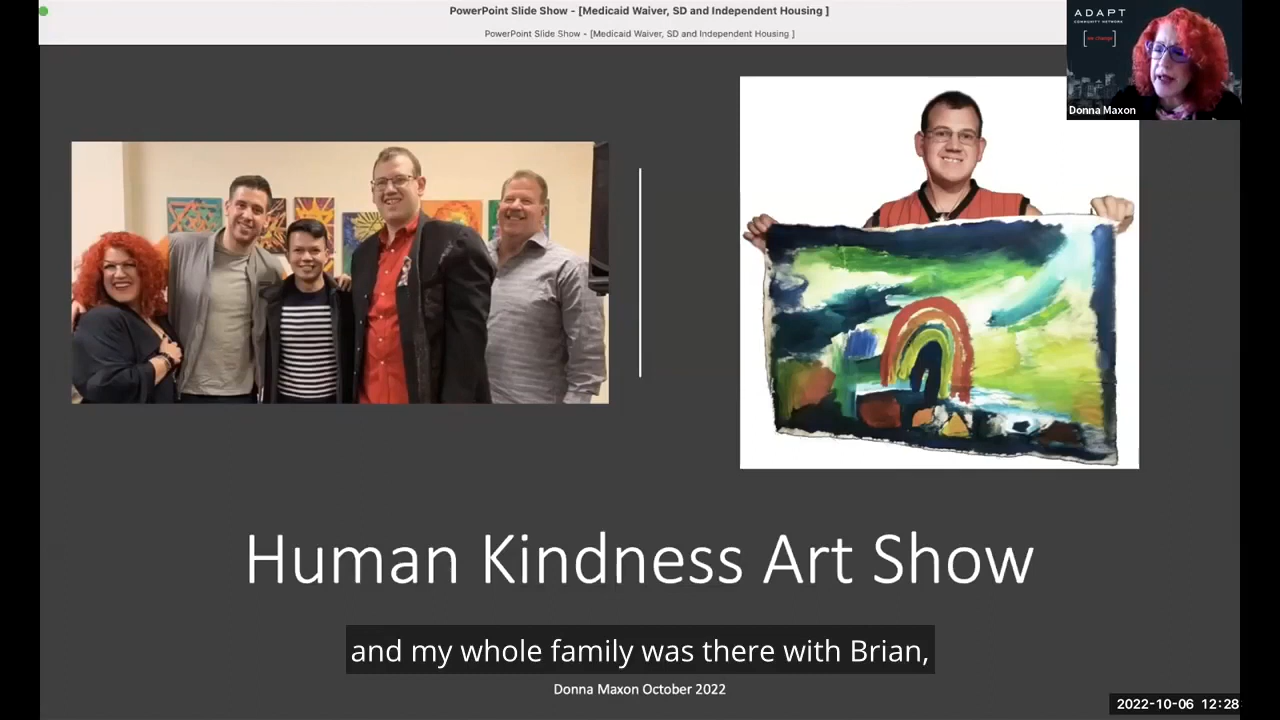 PowerPoint Slide Show - [Medicaid Waiver, SD and Independent Housing ]
PowerPoint Slide Show - [Medicaid Waiver, SD and Independent Housing ]
ADAPT
COMMUNITY NETWORK
[we change]
Donna Maxon
Human Kindness Art Show
and my whole family was there with Brian,
Donna Maxon October 2022
2022-10-06 12:28